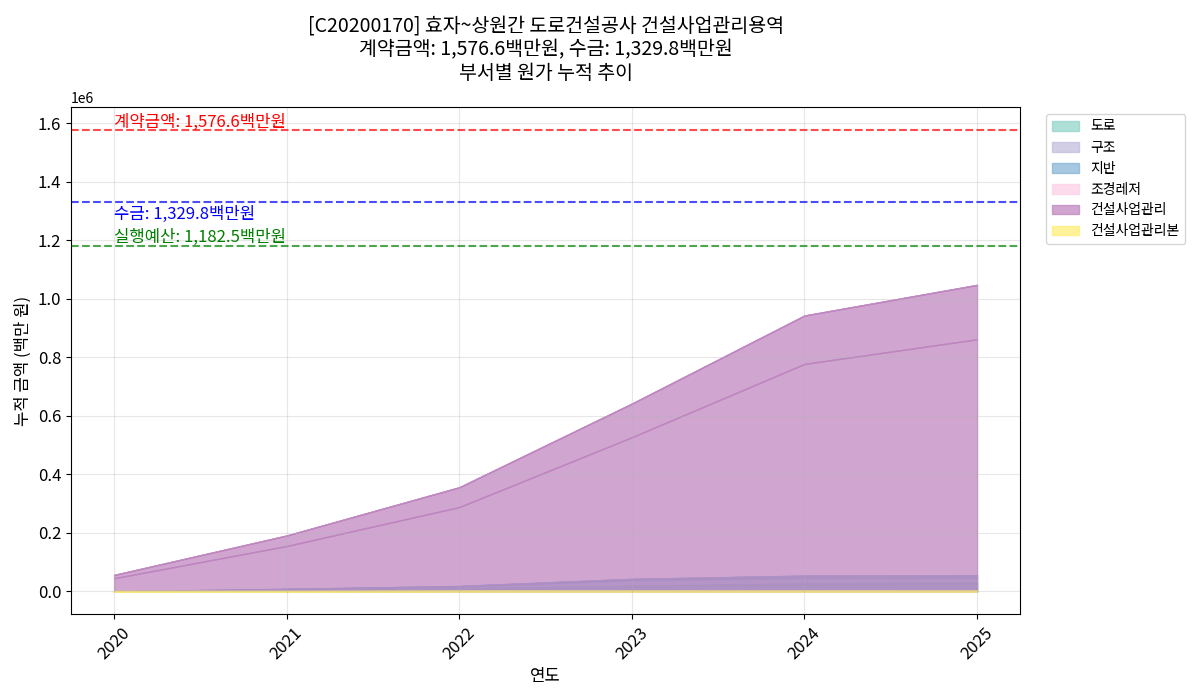 [C20200170] 효자~상원간 도로건설공사 건설사업관리용역
계약금액: 1,576.6백만원, 수금: 1,329.8백만원
부서별 원가 누적 추이
1e6
1.6
1.4
1.2
1.0
0.8
0.6
0.4
0.2
0.0
누적 금액 (백만 원)
계약금액: 1,576.6백만원
수금: 1,329.8백만원
실행예산: 1,182.5백만원
2020
2021
2022
2023
2024
2025
연도
도로
구조
지반
조경레저
건설사업관리
건설사업관리본